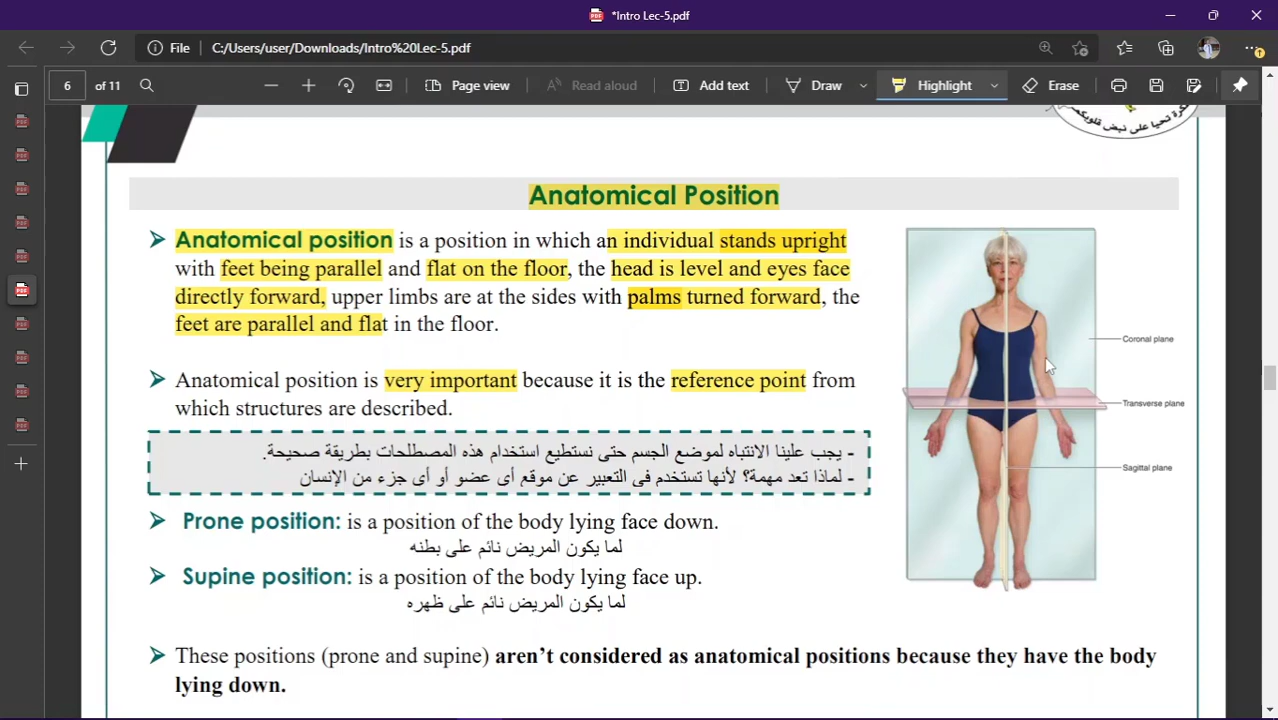 *Intro Lec-5.pdf
File
C:/Users/user/Downloads/Intro%20Lec-5.pdf
6 of 11
Page view
Read aloud
Add text
Draw
Highlight
Erase
فكرة تحيا على نبض قلوبكم
Anatomical Position
➢ Anatomical position is a position in which an individual stands upright
with feet being parallel and flat on the floor, the head is level and eyes face
directly forward, upper limbs are at the sides with palms turned forward, the
feet are parallel and flat in the floor.
➢ Anatomical position is very important because it is the reference point from
which structures are described.
- يجب علينا الانتباه لموضع الجسم حتى نستطيع استخدام هذه المصطلحات بطريقة صحيحة.
- لماذا تعد مهمة؟ لأنها تستخدم فى التعبير عن موقع أى عضو أو أى جزء من الإنسان
➢ Prone position: is a position of the body lying face down.
لما يكون المريض نائم على بطنه
➢ Supine position: is a position of the body lying face up.
لما يكون المريض نائم على ظهره
➢ These positions (prone and supine) aren't considered as anatomical positions because they have the body
lying down.
Coronal plane
Transverse plane
Sagittal plane